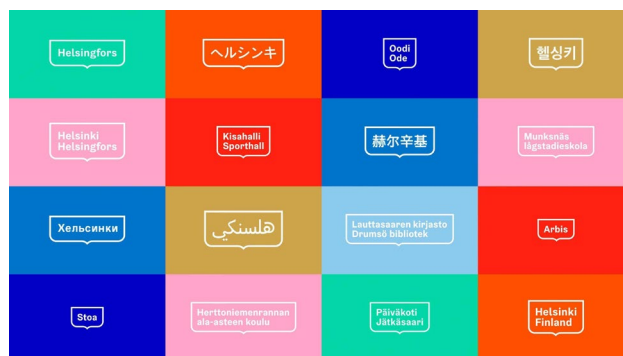 Helsingfors
ヘルシンキ
Oodi
Ode
헬싱키
Helsinki
Helsingfors
Kisahalli
Sporthall
赫尔辛基
Munksnäs
lågstadieskola
Хельсинки
هلسنكي
Lauttasaaren kirjasto
Drumsö bibliotek
Arbis
Stoa
Herttoniemenrannan
ala-asteen koulu
Päiväkoti
Jätkäsaari
Helsinki
Finland